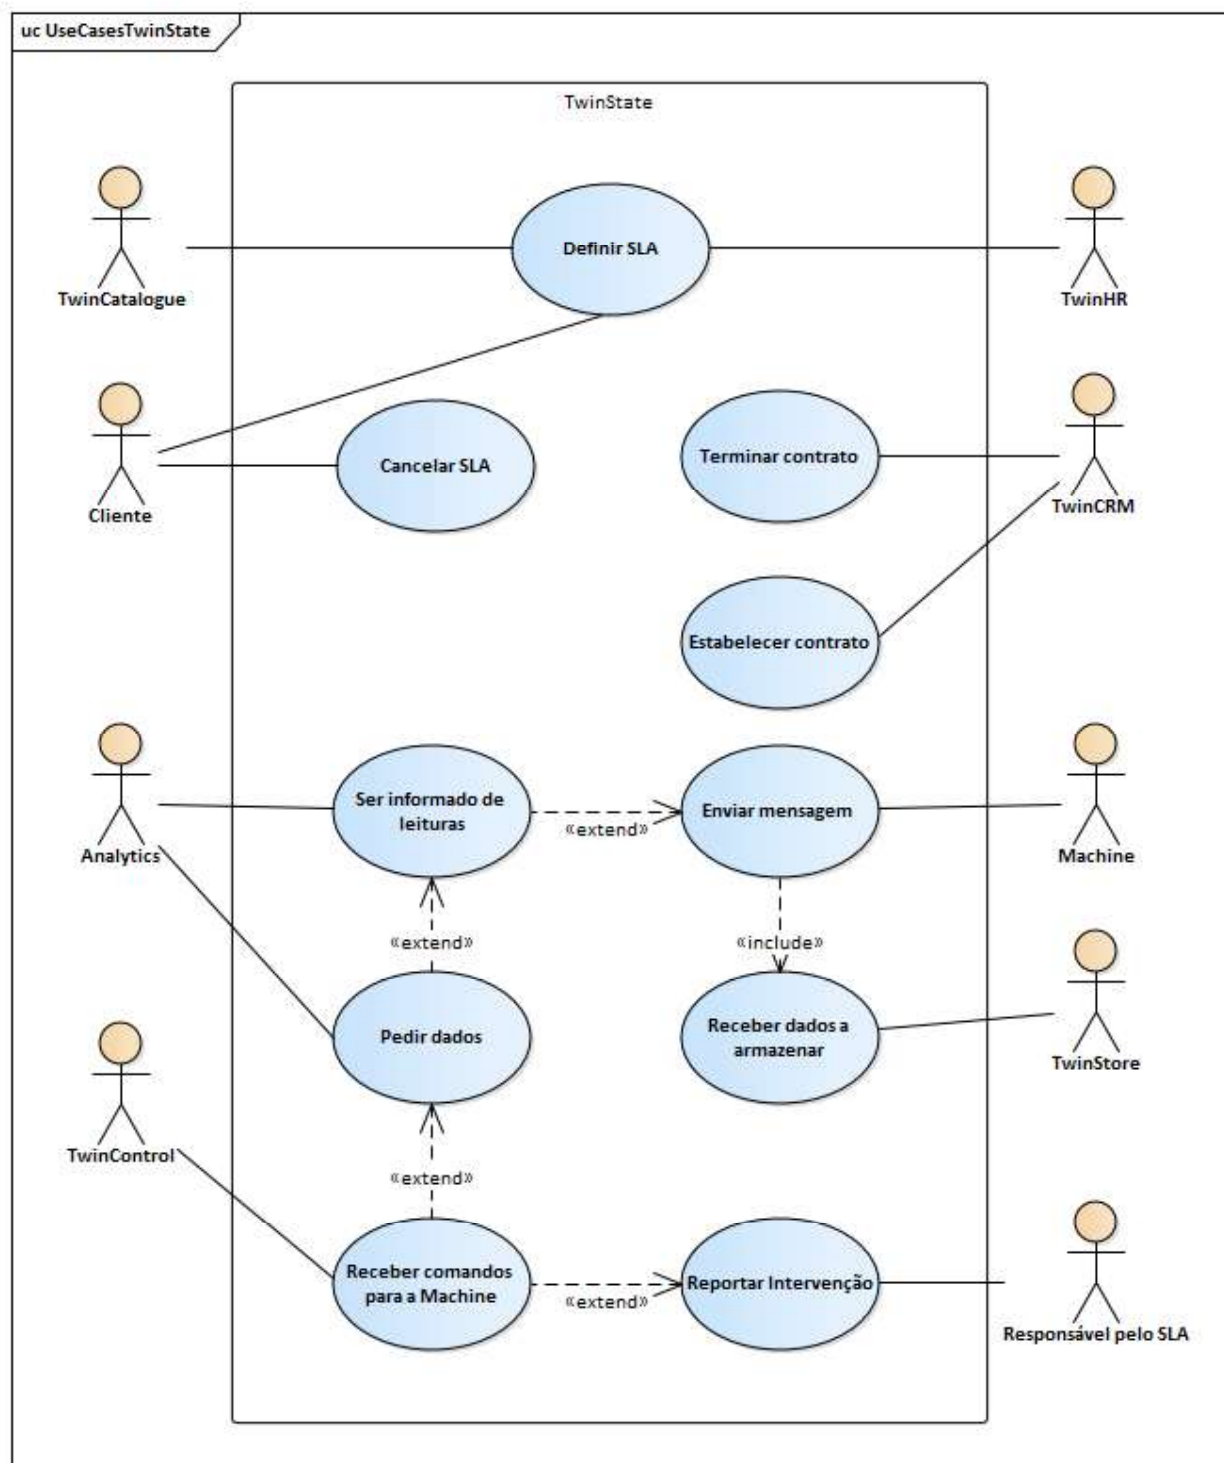 uc UseCasesTwinState
TwinState
Definir SLA
TwinCatalogue
TwinHR
Cancelar SLA
Terminar contrato
Cliente
TwinCRM
Estabelecer contrato
Ser informado de
leituras
«extend»
Enviar mensagem
Analytics
Machine
«extend»
«include»
Pedir dados
Receber dados a
armazenar
TwinStore
TwinControl
«extend»
Receber comandos
para a Machine
«extend»
Reportar Intervenção
Responsável pelo SLA